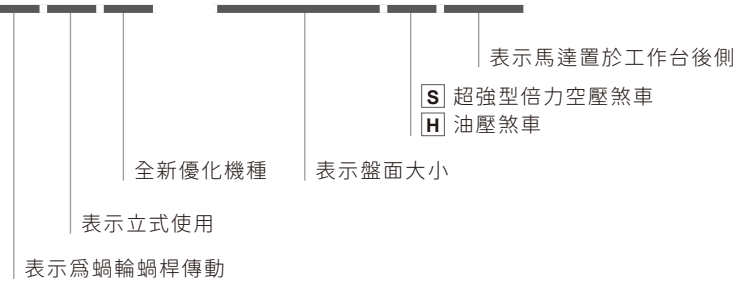 表示馬達置於工作台後側
S 超強型倍力空壓煞車
H 油壓煞車
全新優化機種
表示盤面大小
表示立式使用
表示爲蝸輪蝸桿傳動